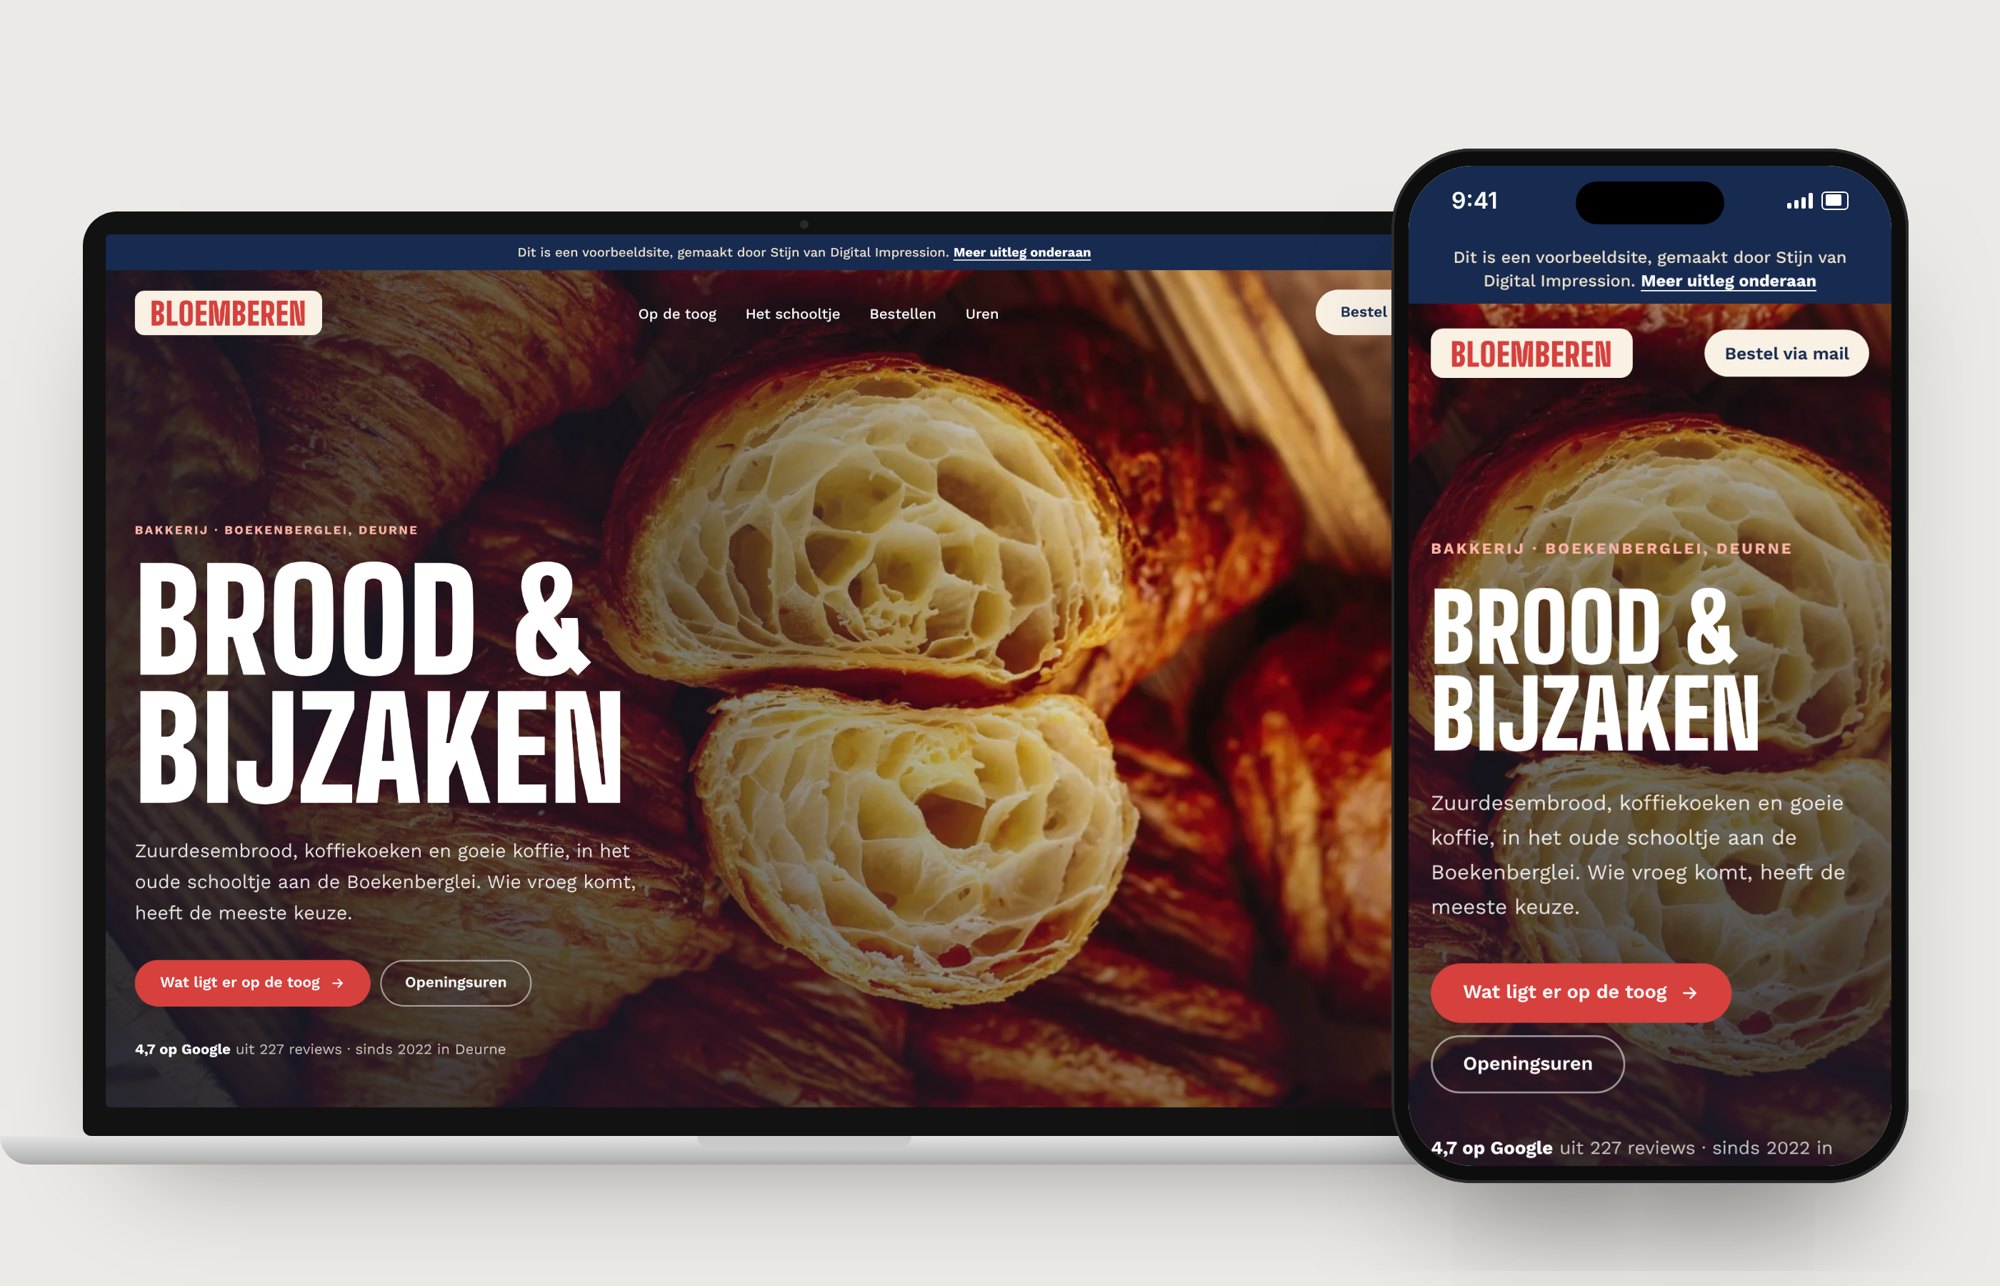 Dit is een voorbeeldsite, gemaakt door Stijn van Digital Impression. Meer uitleg onderaan
BLOEMBEREN
Op de toog Het schooltje Bestellen Uren
Bestel
BAKKERIJ · BOEKENBERGLEI, DEURNE
BROOD &
BIJZAKEN
Zuurdesembrood, koffiekoeken en goeie koffie, in het
oude schooltje aan de Boekenberglei. Wie vroeg komt,
heeft de meeste keuze.
Wat ligt er op de toog →
Openingsuren
4,7 op Google uit 227 reviews · sinds 2022 in Deurne
9:41
Dit is een voorbeeldsite, gemaakt door Stijn van
Digital Impression. Meer uitleg onderaan
BLOEMBEREN
Bestel via mail
BAKKERIJ · BOEKENBERGLEI, DEURNE
BROOD &
BIJZAKEN
Zuurdesembrood, koffiekoeken en goeie
koffie, in het oude schooltje aan de
Boekenberglei. Wie vroeg komt, heeft de
meeste keuze.
Wat ligt er op de toog →
Openingsuren
4,7 op Google uit 227 reviews · sinds 2022 in